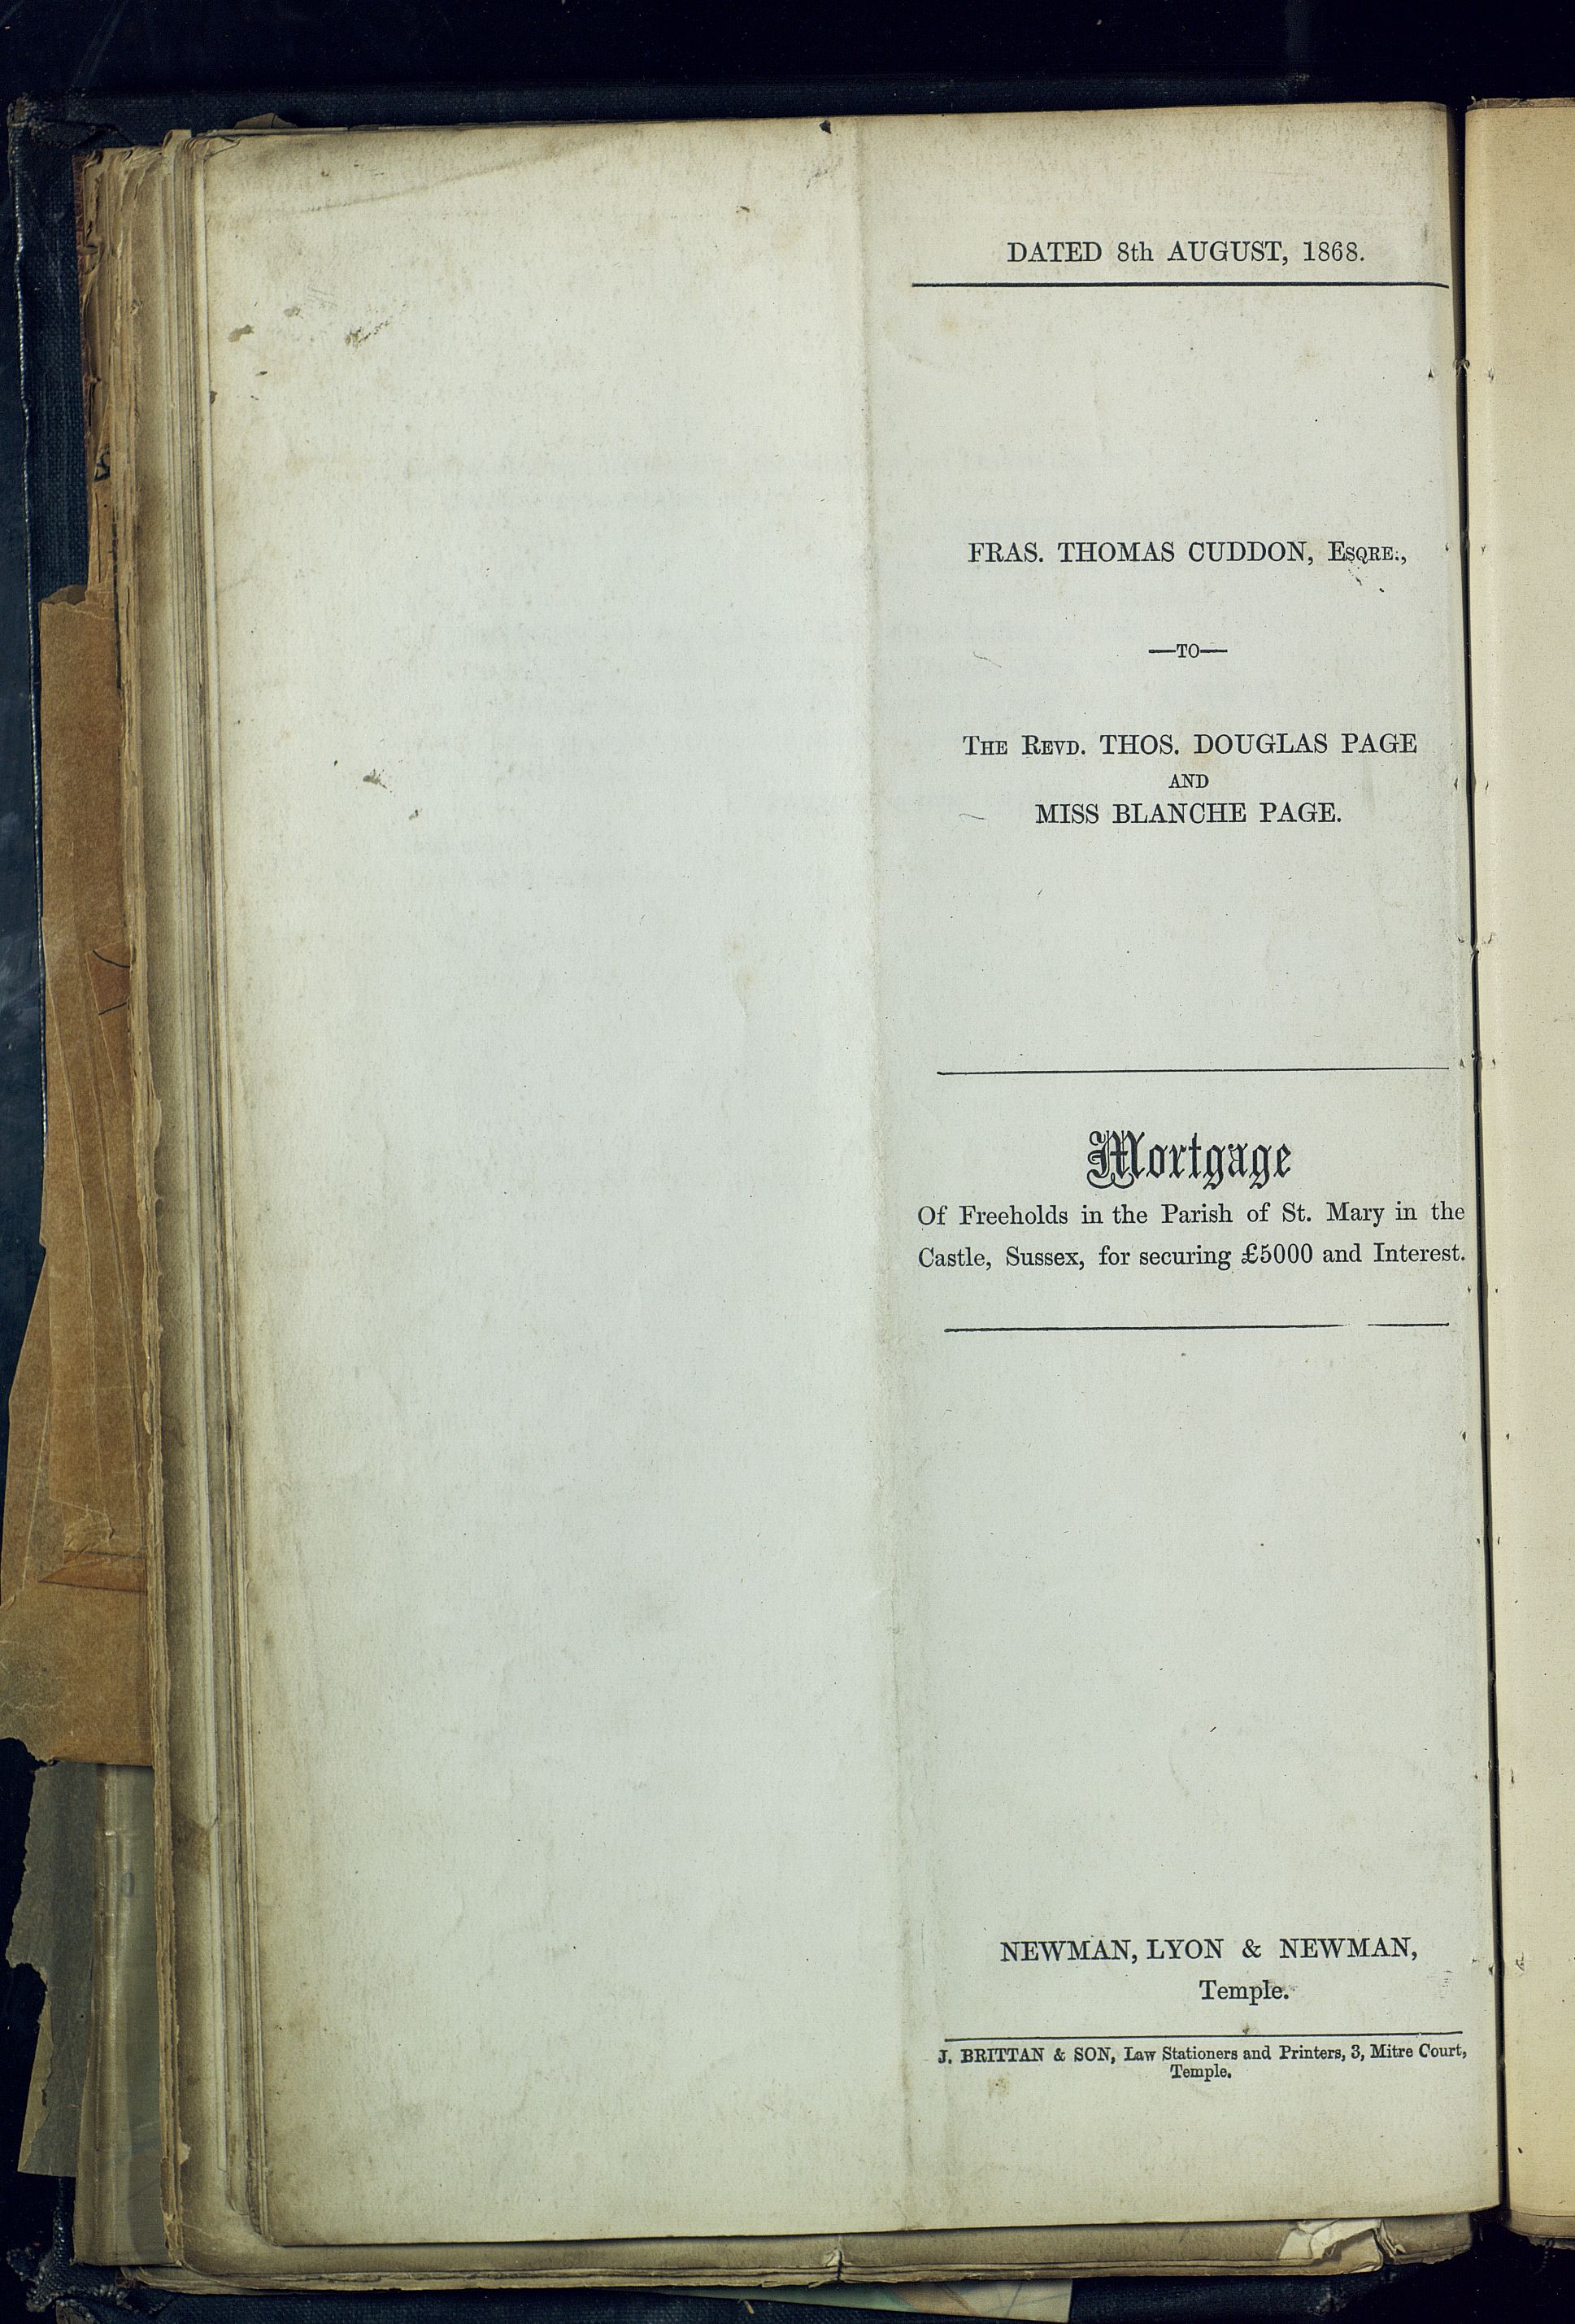 DATED 8th AUGUST, 1868.
FRAS. THOMAS CUDDON, ESQRE.,
—TO—
THE REVD. THOS. DOUGLAS PAGE
AND
MISS BLANCHE PAGE.
Mortgage
Of Freeholds in the Parish of St. Mary in the
Castle, Sussex, for securing £5000 and Interest.
NEWMAN, LYON & NEWMAN,
Temple.
J. BRITTAN & SON, Law Stationers and Printers, 3, Mitre Court,
Temple.